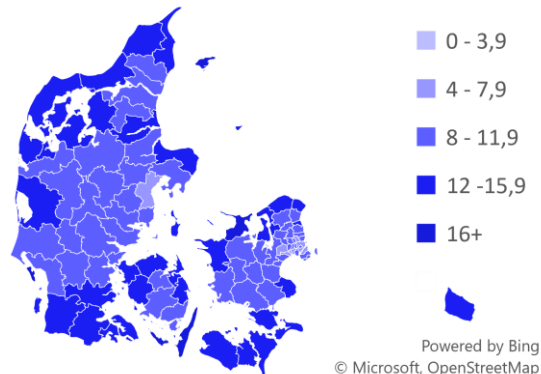 0 - 3,9
4 - 7,9
8 - 11,9
12 -15,9
16+
Powered by Bing
© Microsoft, OpenStreetMap